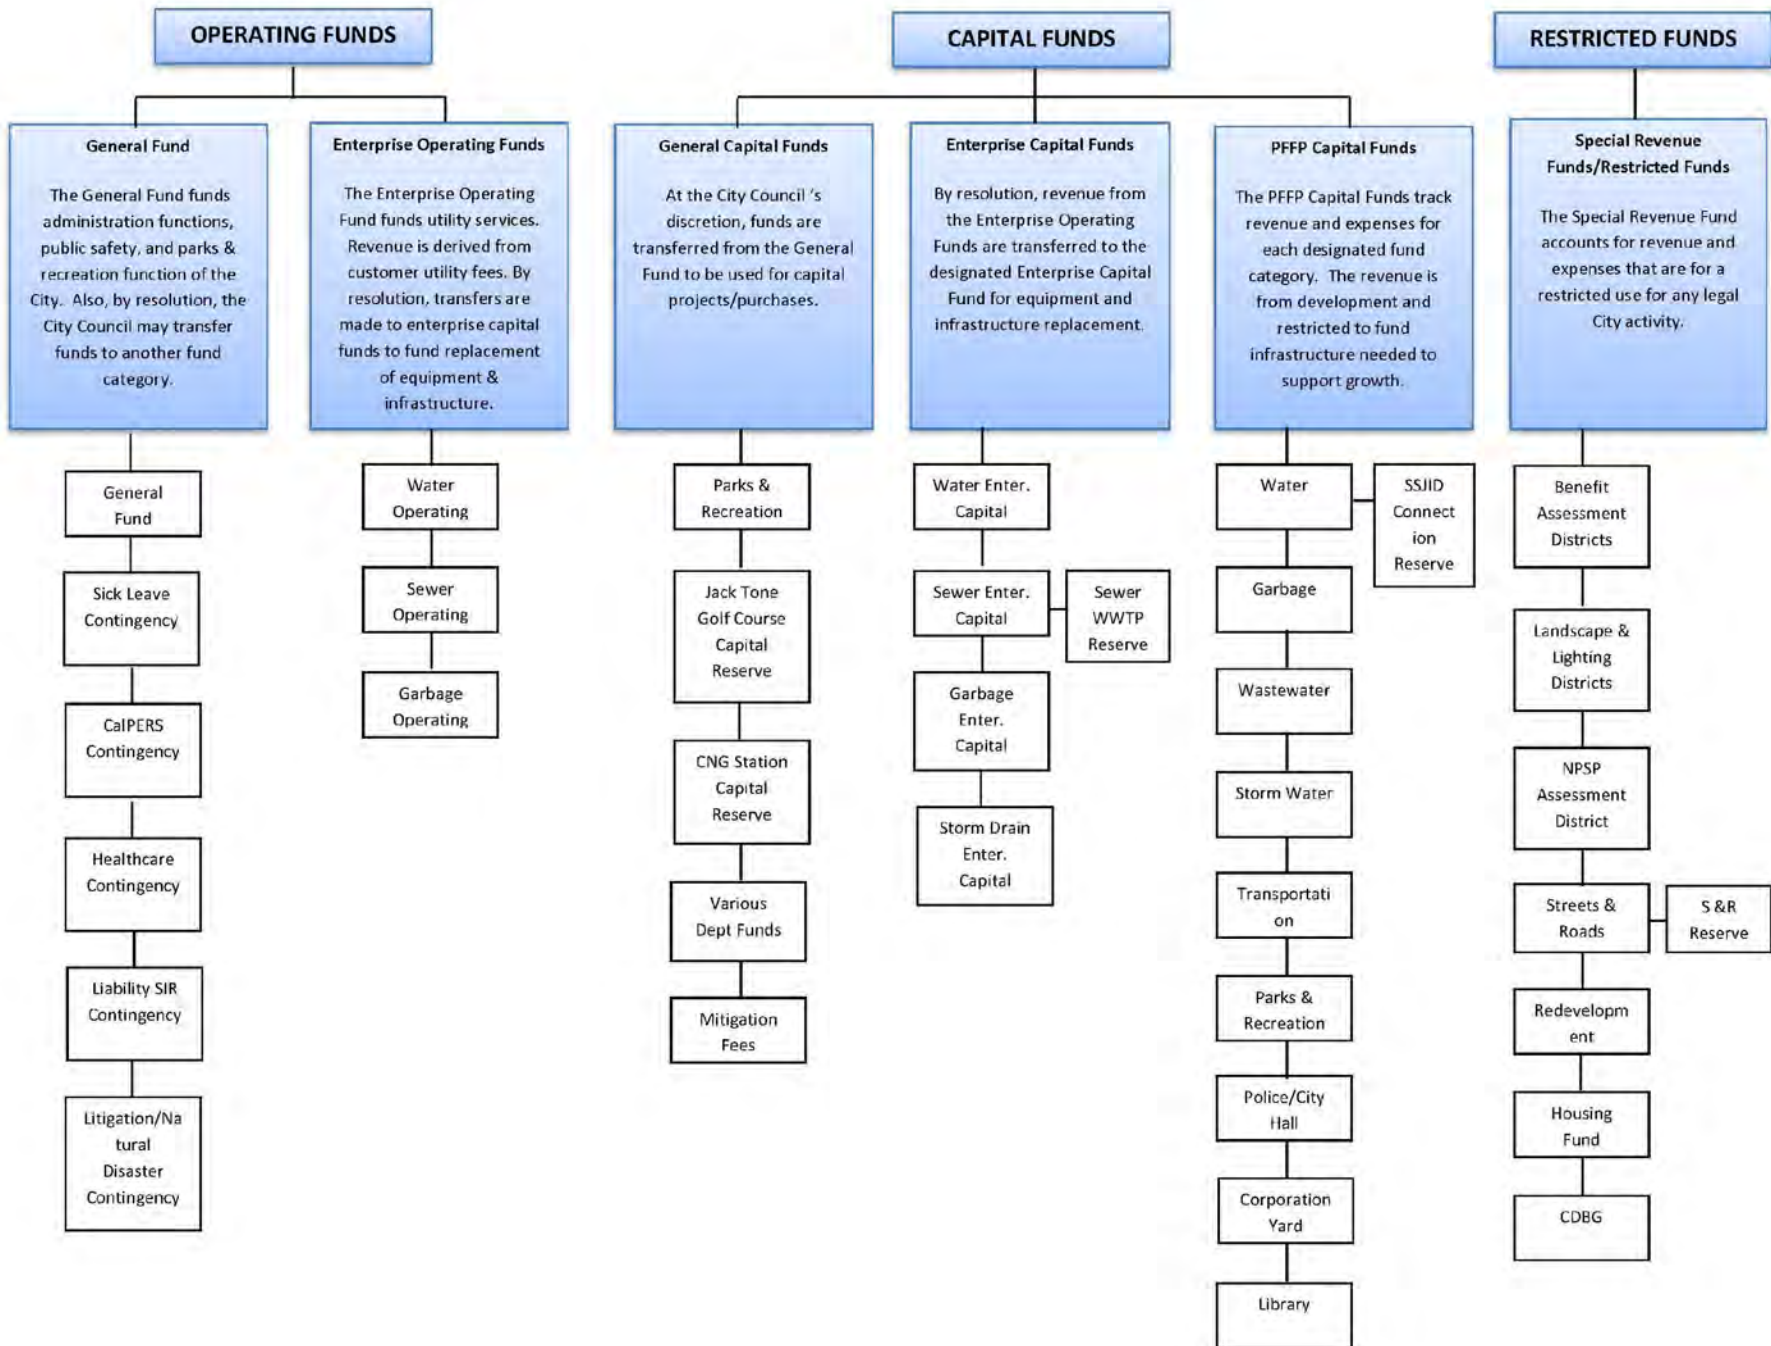 OPERATING FUNDS
CAPITAL FUNDS
RESTRICTED FUNDS
General Fund
The General Fund funds
administration functions,
public safety, and parks &
recreation function of the
City. Also, by resolution, the
City Council may transfer
funds to another fund
category.
Enterprise Operating Funds
The Enterprise Operating
Fund funds utility services.
Revenue is derived from
customer utility fees. By
resolution, transfers are
made to enterprise capital
funds to fund replacement
of equipment &
infrastructure.
General Capital Funds
At the City Council 's
discretion, funds are
transferred from the General
Fund to be used for capital
projects/purchases.
Enterprise Capital Funds
By resolution, revenue from
the Enterprise Operating
Funds are transferred to the
designated Enterprise Capital
Fund for equipment and
infrastructure replacement.
PFFP Capital Funds
The PFFP Capital Funds track
revenue and expenses for
each designated fund
category. The revenue is
from development and
restricted to fund
infrastructure needed to
support growth.
Special Revenue
Funds/Restricted Funds
The Special Revenue Fund
accounts for revenue and
expenses that are for a
restricted use for any legal
City activity.
General
Fund
Sick Leave
Contingency
CalPERS
Contingency
Healthcare
Contingency
Liability SIR
Contingency
Litigation/Na
tural
Disaster
Contingency
Water
Operating
Sewer
Operating
Garbage
Operating
Parks &
Recreation
Jack Tone
Golf Course
Capital
Reserve
CNG Station
Capital
Reserve
Various
Dept Funds
Mitigation
Fees
Water Enter.
Capital
Sewer Enter.
Capital
Sewer
WWTP
Reserve
Garbage
Enter.
Capital
Storm Drain
Enter.
Capital
Water
SSJID
Connect
ion
Reserve
Garbage
Wastewater
Storm Water
Transportati
on
Parks &
Recreation
Police/City
Hall
Corporation
Yard
Library
Benefit
Assessment
Districts
Landscape &
Lighting
Districts
NPSP
Assessment
District
Streets &
Roads
S &R
Reserve
Redevelopm
ent
Housing
Fund
CDBG